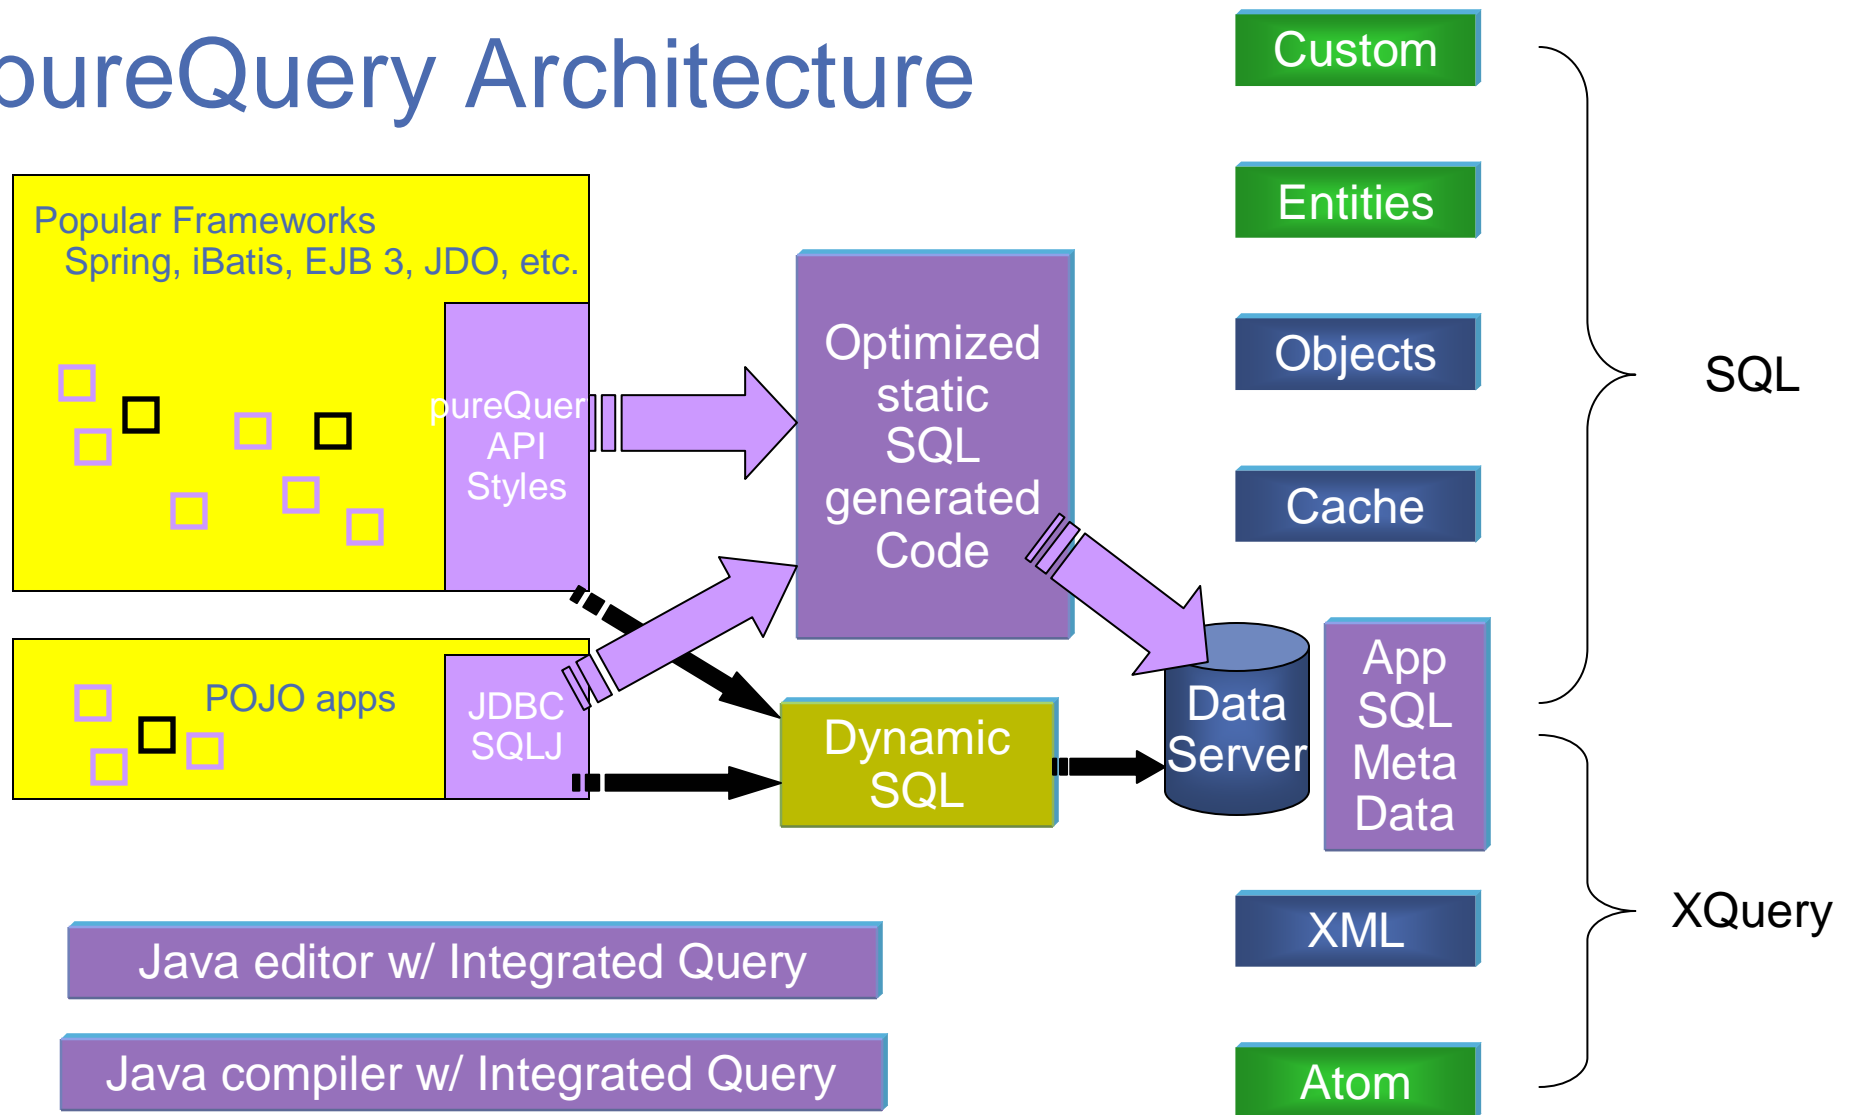 pureQuery Architecture
Popular Frameworks
Spring, iBatis, EJB 3, JDO, etc.
pureQuer
API
Styles
POJO apps
JDBC
SQLJ
Optimized
static
SQL
generated
Code
Dynamic
SQL
Data
Server
App
SQL
Meta
Data
Custom
Entities
Objects
Cache
XML
Atom
SQL
XQuery
Java editor w/ Integrated Query
Java compiler w/ Integrated Query